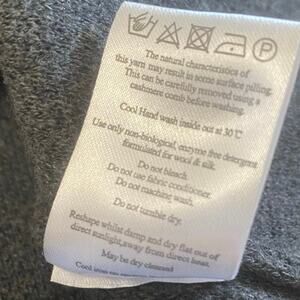 The natural characteristics of
this yarn may result in some surface pilling.
This can be carefully removed using a
cashmere comb before washing.
Cool Hand wash inside out at 30°C
Use only non-biological, enzyme free detergent
formulated for wool & silk.
Do not bleach.
Do not use fabric conditioner.
Do not machine wash.
Do not tumble dry.
Reshape whilst damp and dry flat out of
direct sunlight, away from direct heat.
May be dry cleaned
Cool iron